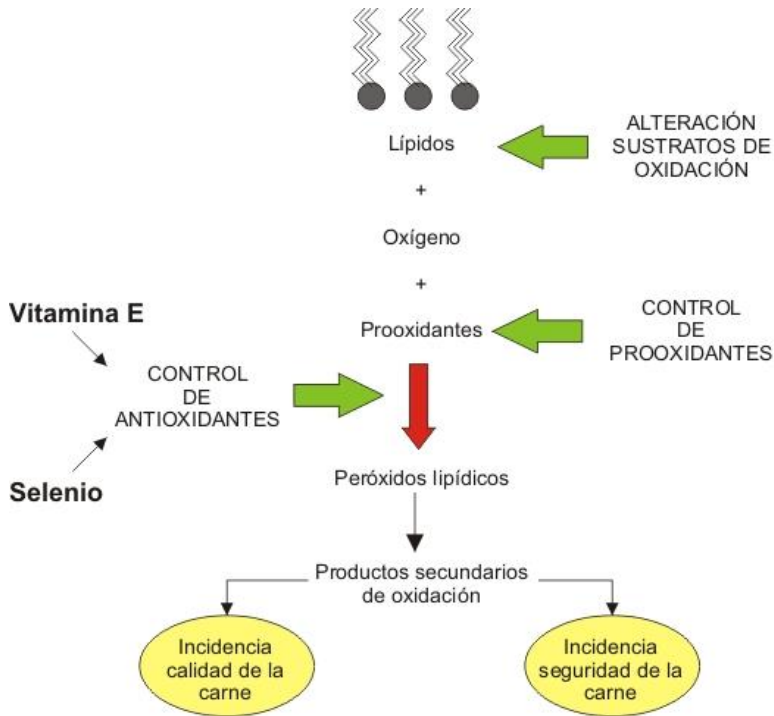 Lípidos
ALTERACIÓN
SUSTRATOS DE
OXIDACIÓN
+
Oxígeno
+
Prooxidantes
CONTROL
DE
PROOXIDANTES
Vitamina E
CONTROL
DE
ANTIOXIDANTES
Selenio
Peróxidos lipídicos
Productos secundarios
de oxidación
Incidencia
calidad de la
carne
Incidencia
seguridad de la
carne